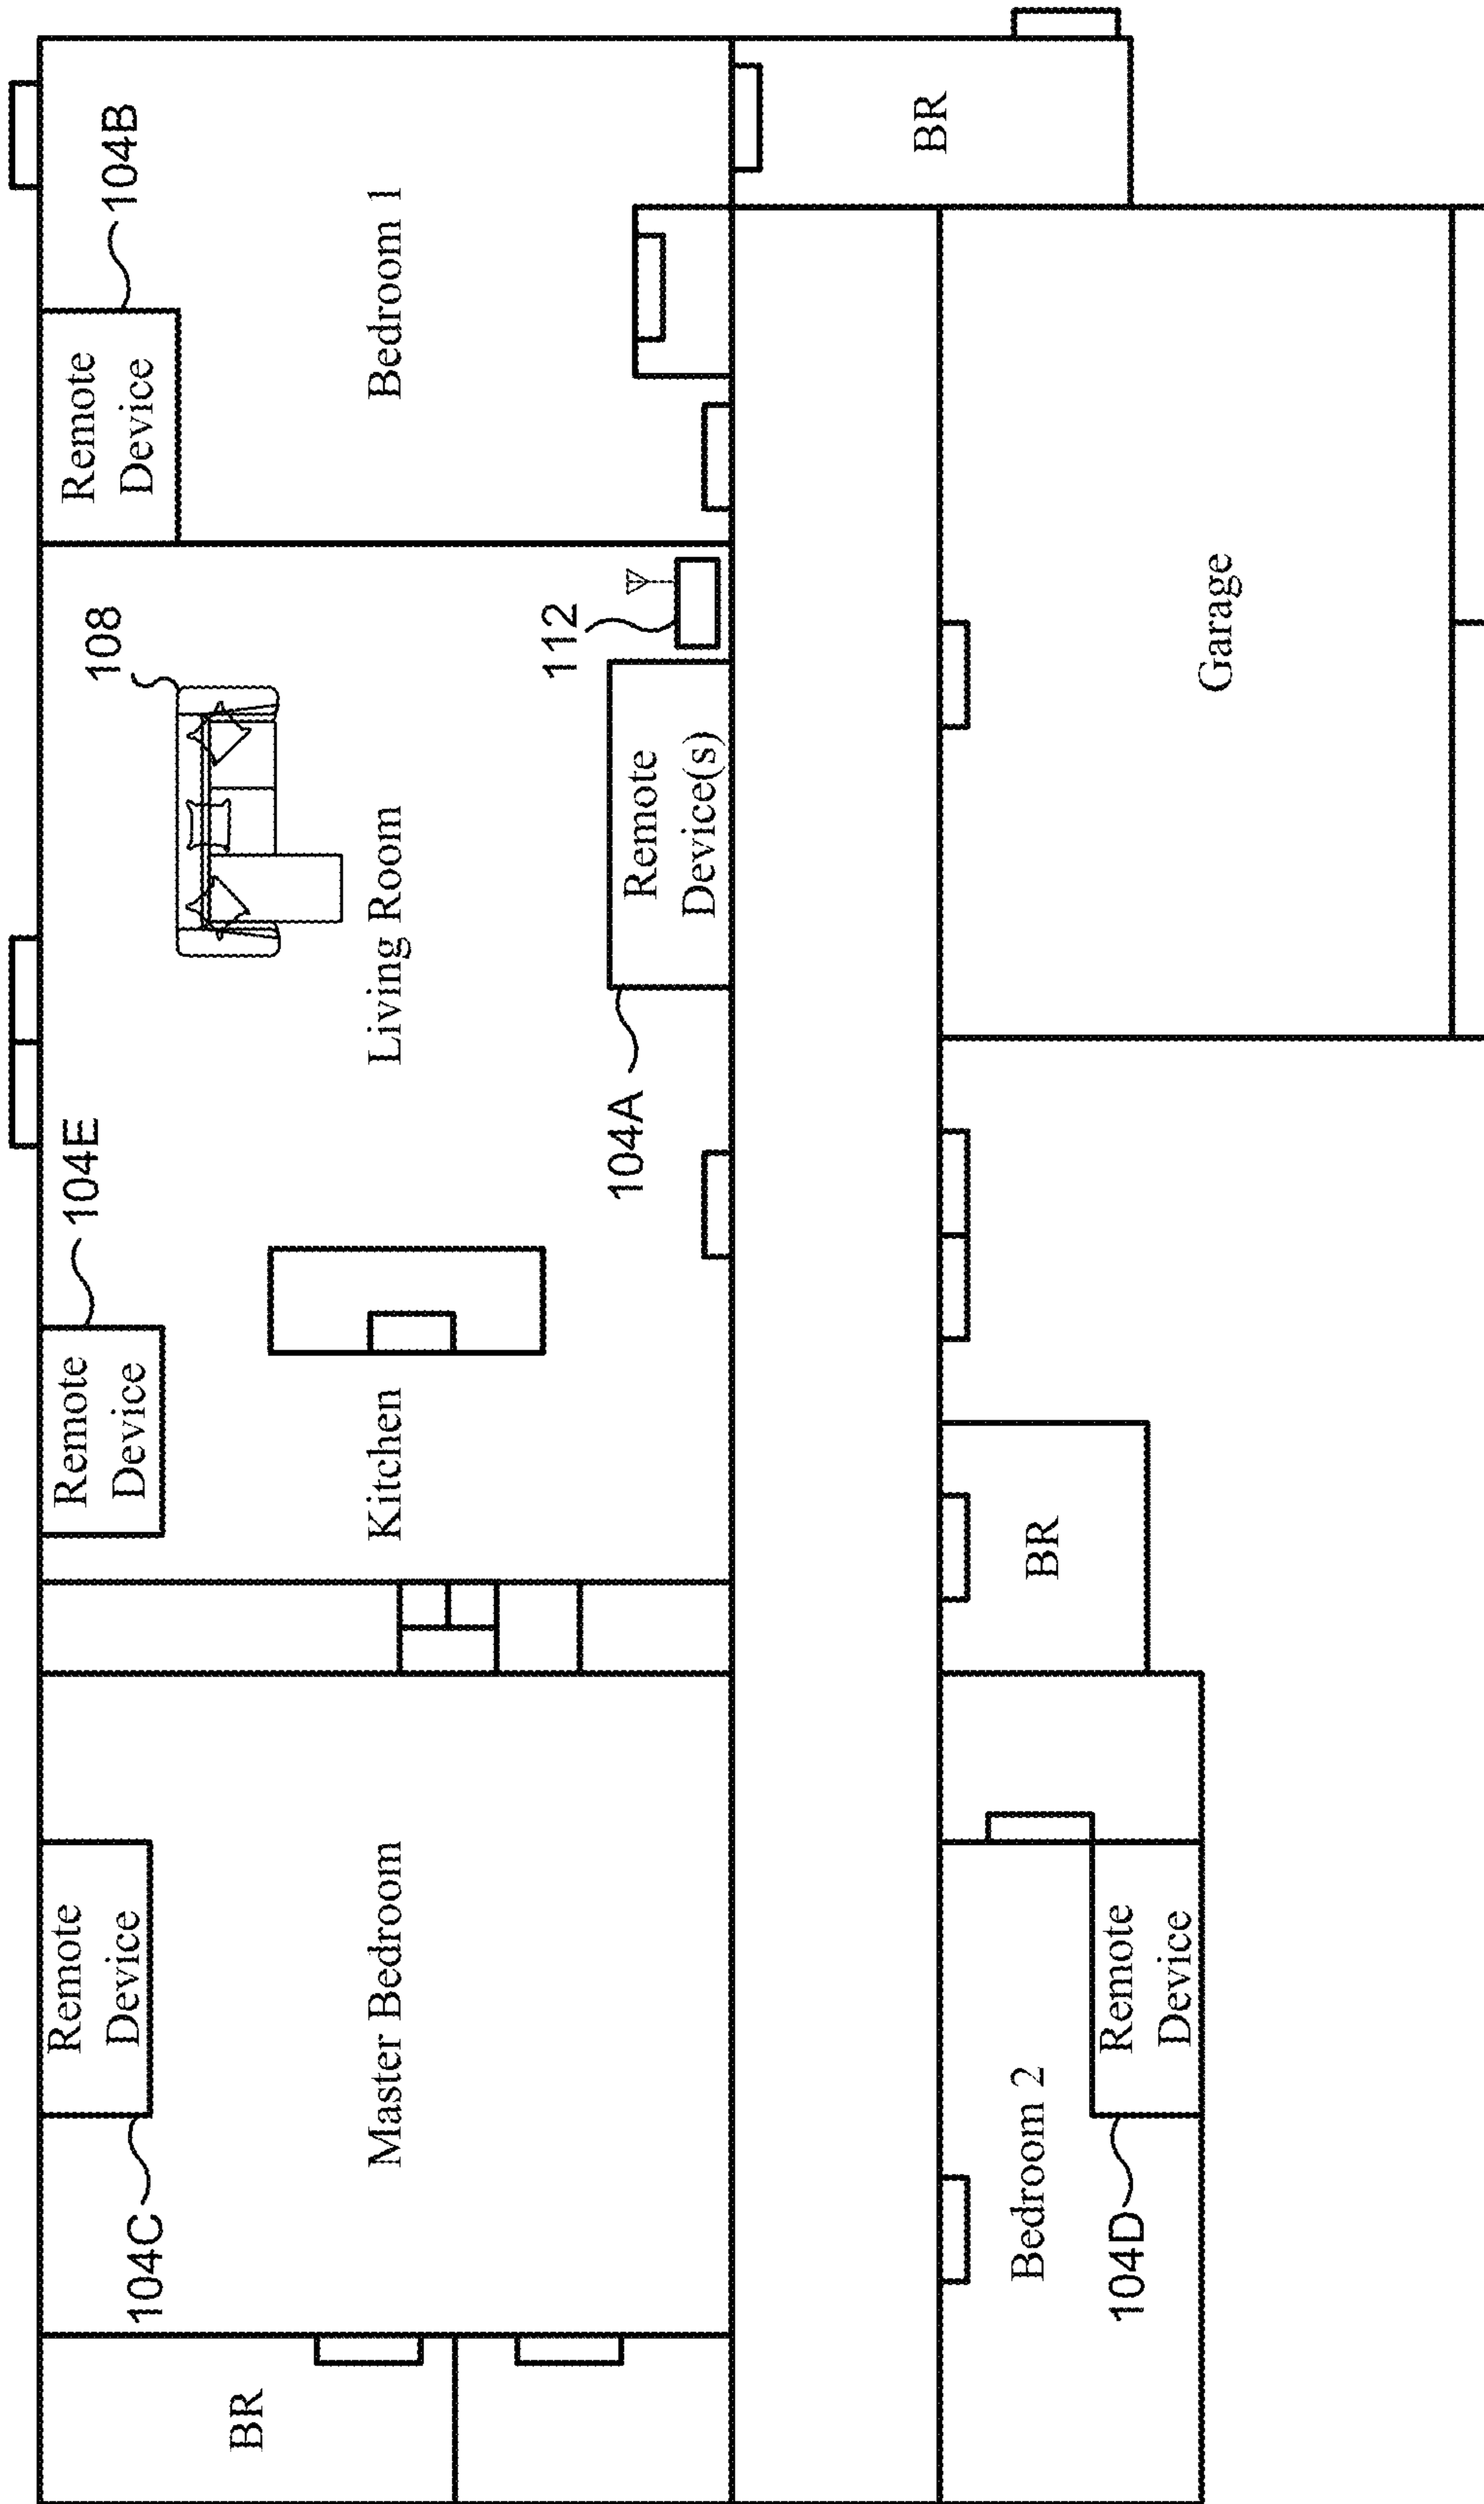 104C
Remote
Device
104E
Remote
Device
108
104B
Remote
Device
BR
Master Bedroom
Kitchen
Living Room
Bedroom 1
104A
Remote
Device(s)
112
BR
Bedroom 2
104D
Remote
Device
BR
Garage